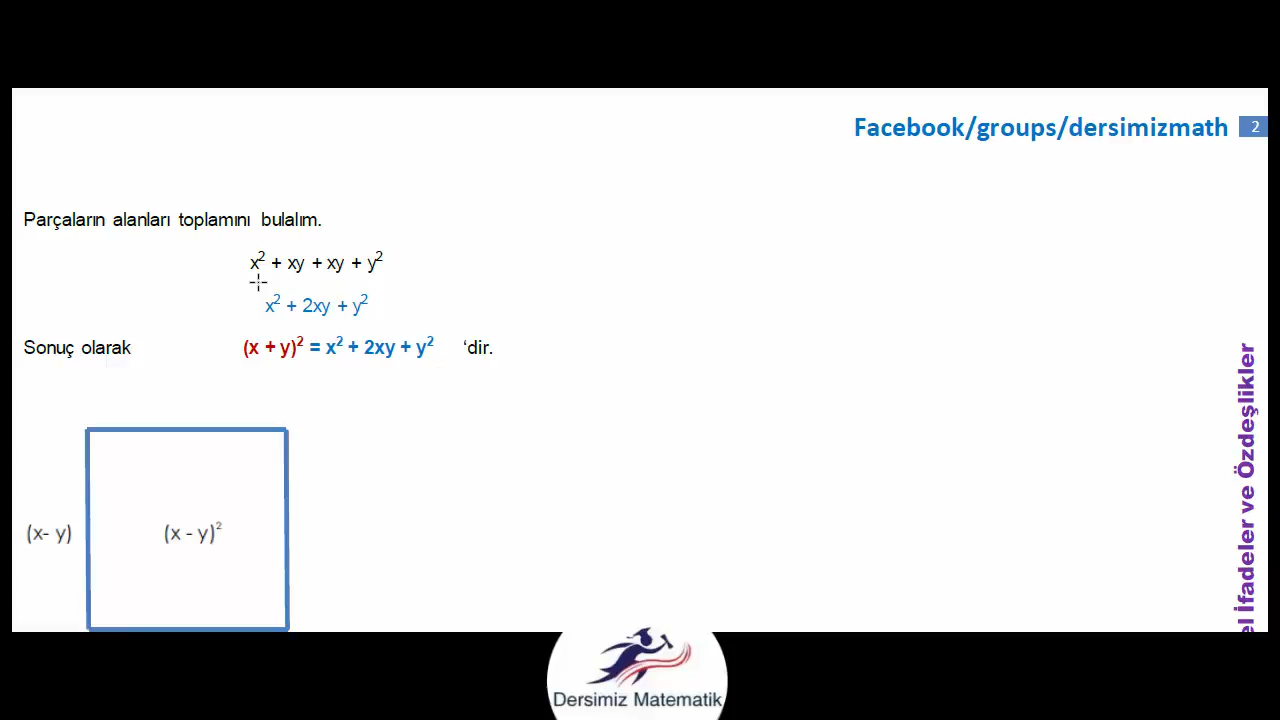 Facebook/groups/dersimizmath 2
Parçaların alanları toplamını bulalım.
x² + xy + xy + y²
x² + 2xy + y²
Sonuç olarak (x + y)² = x² + 2xy + y² ‘dir.
(x- y) (x - y)²
el İfadeler ve Özdeşlikler
Dersimiz Matematik